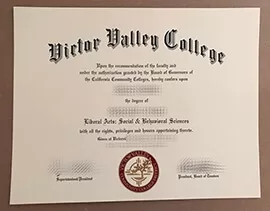 Victor Valley College
Upon the recommendation of the faculty and
under the authorization granted by the Board of Governors of
the California Community Colleges, hereby confers upon
the degree of
Liberal Arts: Social & Behavioral Sciences
with all the rights, privileges and honors appertaining thereto.
Superintendent/President
President, Board of Trustees